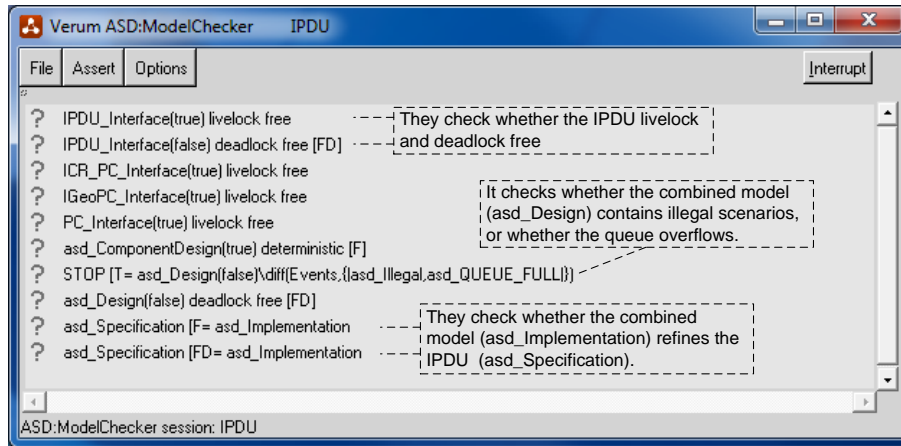 Verum ASD:ModelChecker IPDU
File Assert Options Interrupt
? IPDU_Interface(true) livelock free
? IPDU_Interface(false) deadlock free [FD]
They check whether the IPDU livelock
and deadlock free
? ICR_PC_Interface(true) livelock free
? IGeoPC_Interface(true) livelock free
? PC_Interface(true) livelock free
It checks whether the combined model
(asd_Design) contains illegal scenarios,
or whether the queue overflows.
? asd_ComponentDesign(true) deterministic [F]
? STOP [T= asd_Design(false)\diff(Events,{|asd_Illegal,asd_QUEUE_FULL|})
? asd_Design(false) deadlock free [FD]
? asd_Specification [F= asd_Implementation
? asd_Specification [FD= asd_Implementation
They check whether the combined
model (asd_Implementation) refines the
IPDU (asd_Specification).
ASD:ModelChecker session: IPDU